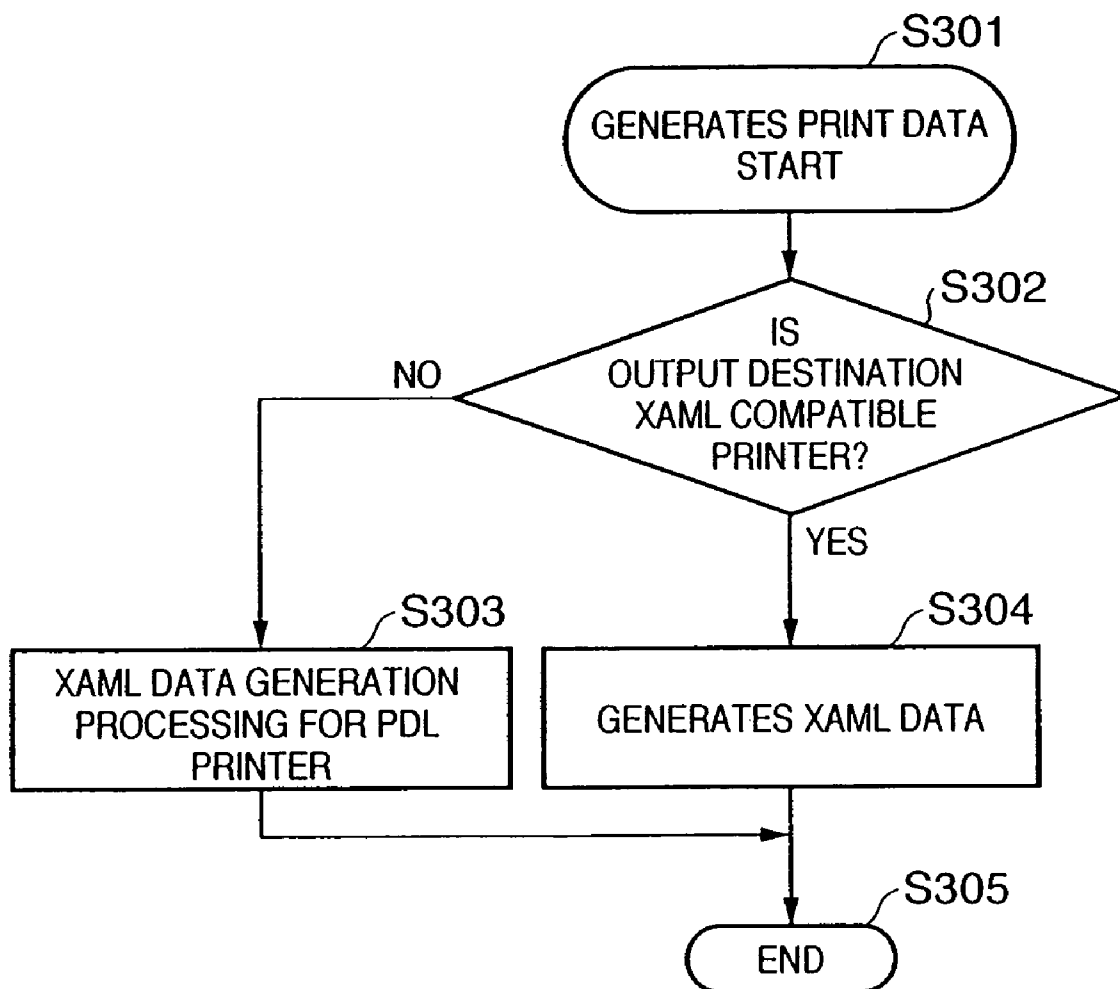 S301
GENERATES PRINT DATA
START
S302
IS
OUTPUT DESTINATION
XAML COMPATIBLE
PRINTER?
NO
YES
S303
XAML DATA GENERATION
PROCESSING FOR PDL
PRINTER
S304
GENERATES XAML DATA
S305
END